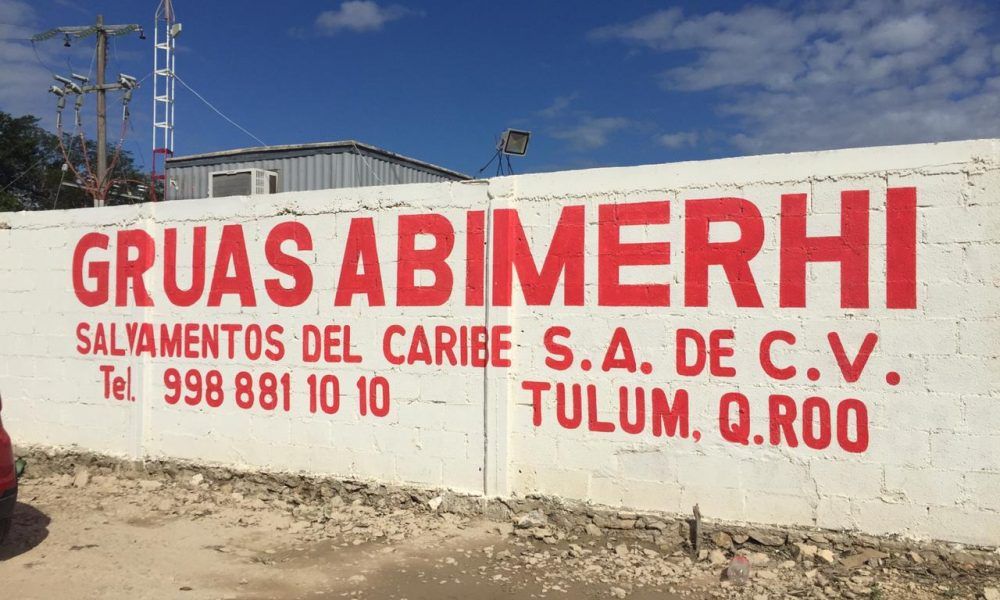 GRUAS ABIMERHI
SALVAMENTOS DEL CARIBE S.A. DE C.V.
Tel. 998 881 10 10
TULUM, Q.ROO